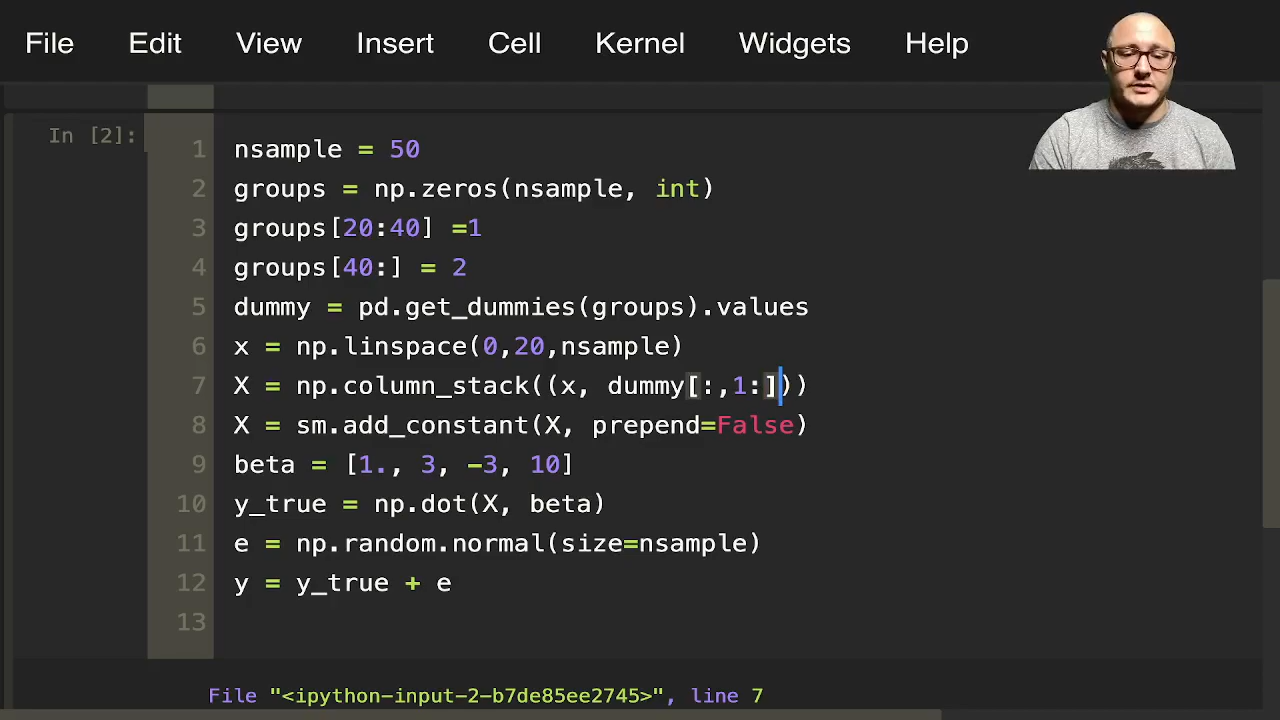 File Edit View Insert Cell Kernel Widgets Help
In [2]:
1 nsample = 50
2 groups = np.zeros(nsample, int)
3 groups[20:40] =1
4 groups[40:] = 2
5 dummy = pd.get_dummies(groups).values
6 x = np.linspace(0,20,nsample)
7 X = np.column_stack((x, dummy[:,1:]))
8 X = sm.add_constant(X, prepend=False)
9 beta = [1., 3, -3, 10]
10 y_true = np.dot(X, beta)
11 e = np.random.normal(size=nsample)
12 y = y_true + e
13
File "<ipython-input-2-b7de85ee2745>", line 7